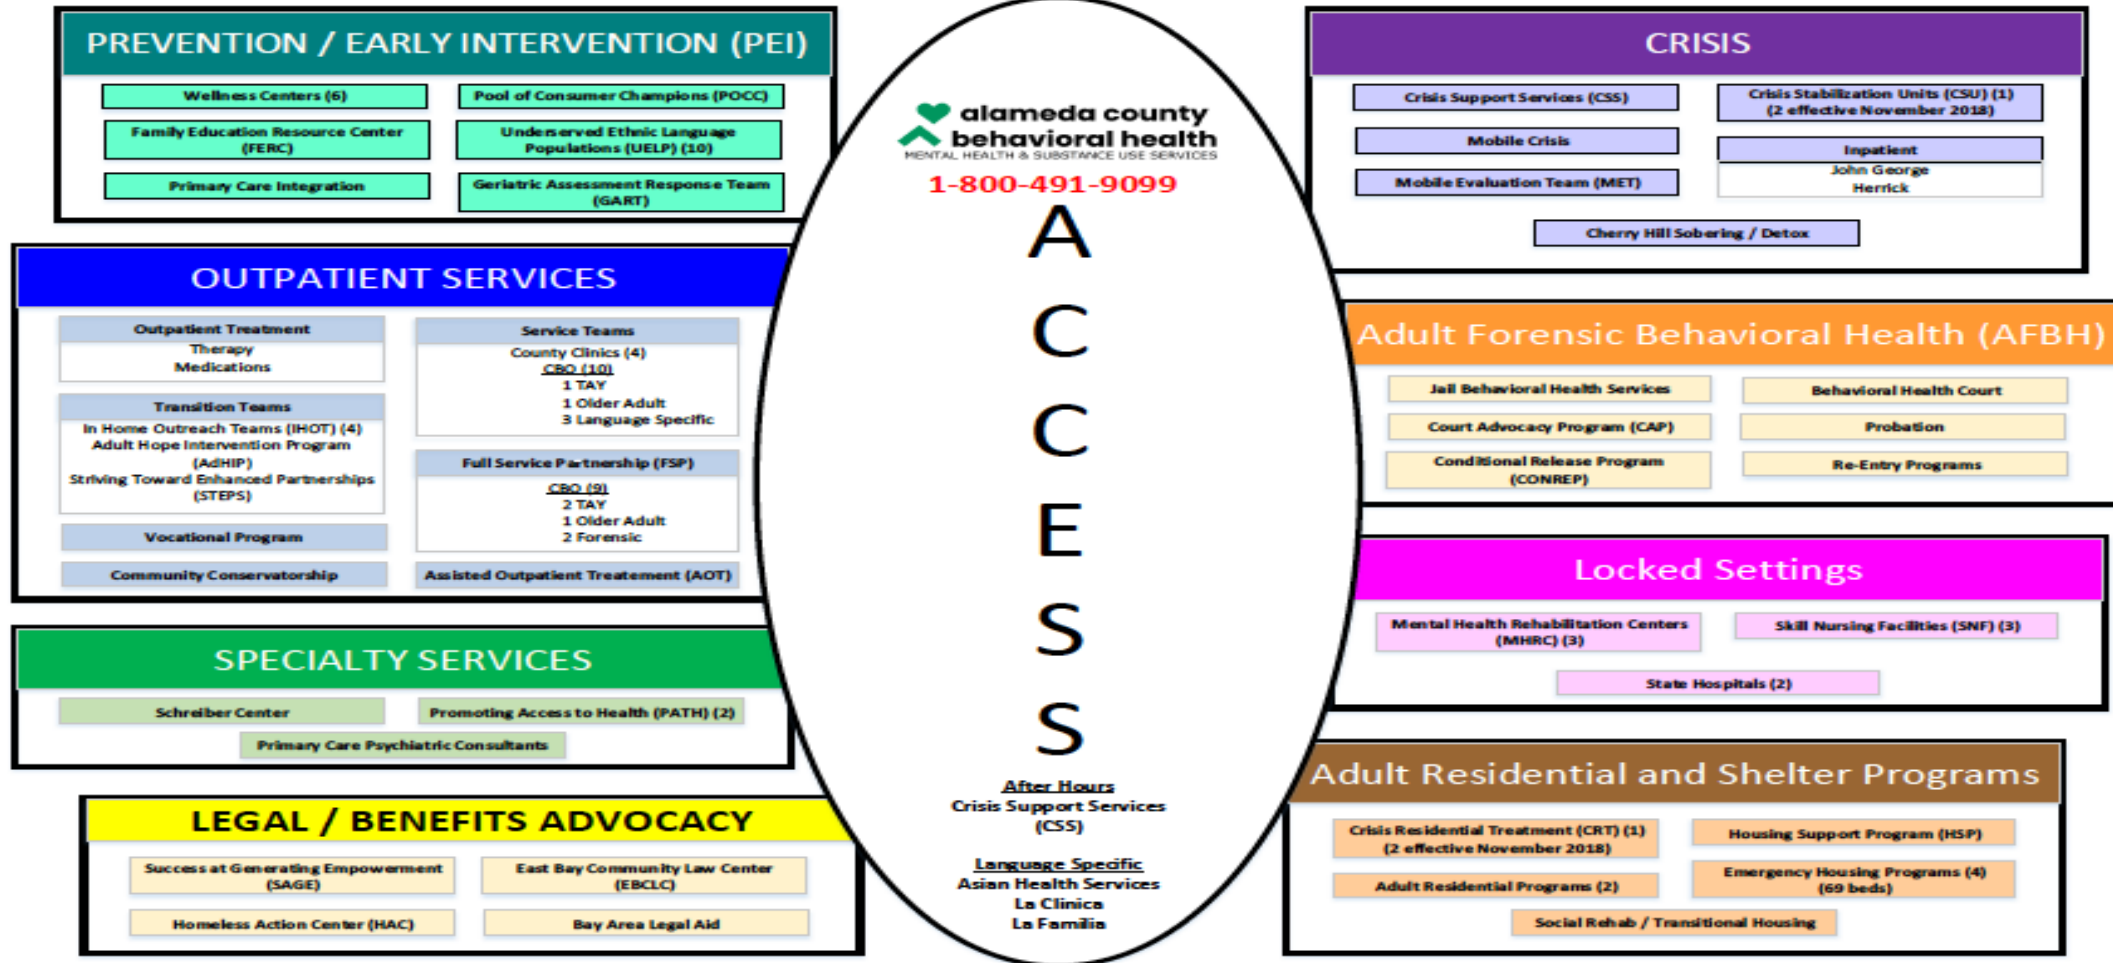 PREVENTION / EARLY INTERVENTION (PEI)
Wellness Centers (6)
Pool of Consumer Champions (POCC)
Family Education Resource Center
(FERC)
Underserved Ethnic Language
Populations (UELP) (10)
Primary Care Integration
Geriatric Assessment Response Team
(GART)
OUTPATIENT SERVICES
Outpatient Treatment
Therapy
Medications
Transition Teams
In Home Outreach Teams (IHOT) (4)
Adult Hope Intervention Program
(AdHIP)
Striving Toward Enhanced Partnerships
(STEPS)
Vocational Program
Community Conservatorship
Service Teams
County Clinics (4)
CBO (10)
1 TAY
1 Older Adult
3 Language Specific
Full Service Partnership (FSP)
CBO (9)
2 TAY
1 Older Adult
2 Forensic
Assisted Outpatient Treatement (AOT)
SPECIALTY SERVICES
Schreiber Center
Promoting Access to Health (PATH) (2)
Primary Care Psychiatric Consultants
LEGAL / BENEFITS ADVOCACY
Success at Generating Empowerment
(SAGE)
East Bay Community Law Center
(EBCLC)
Homeless Action Center (HAC)
Bay Area Legal Aid
alameda county
behavioral health
MENTAL HEALTH & SUBSTANCE USE SERVICES
1-800-491-9099
A
C
C
E
S
S
After Hours
Crisis Support Services
(CSS)
Language Specific
Asian Health Services
La Clinica
La Familia
CRISIS
Crisis Support Services (CSS)
Crisis Stabilization Units (CSU) (1)
(2 effective November 2018)
Mobile Crisis
Inpatient
John George
Herrick
Mobile Evaluation Team (MET)
Cherry Hill Sobering / Detox
Adult Forensic Behavioral Health (AFBH)
Jail Behavioral Health Services
Behavioral Health Court
Court Advocacy Program (CAP)
Probation
Conditional Release Program
(CONREP)
Re-Entry Programs
Locked Settings
Mental Health Rehabilitation Centers
(MHRC) (3)
Skill Nursing Facilities (SNF) (3)
State Hospitals (2)
Adult Residential and Shelter Programs
Crisis Residential Treatment (CRT) (1)
(2 effective November 2018)
Housing Support Program (HSP)
Adult Residential Programs (2)
Emergency Housing Programs (4)
(69 beds)
Social Rehab / Transitional Housing